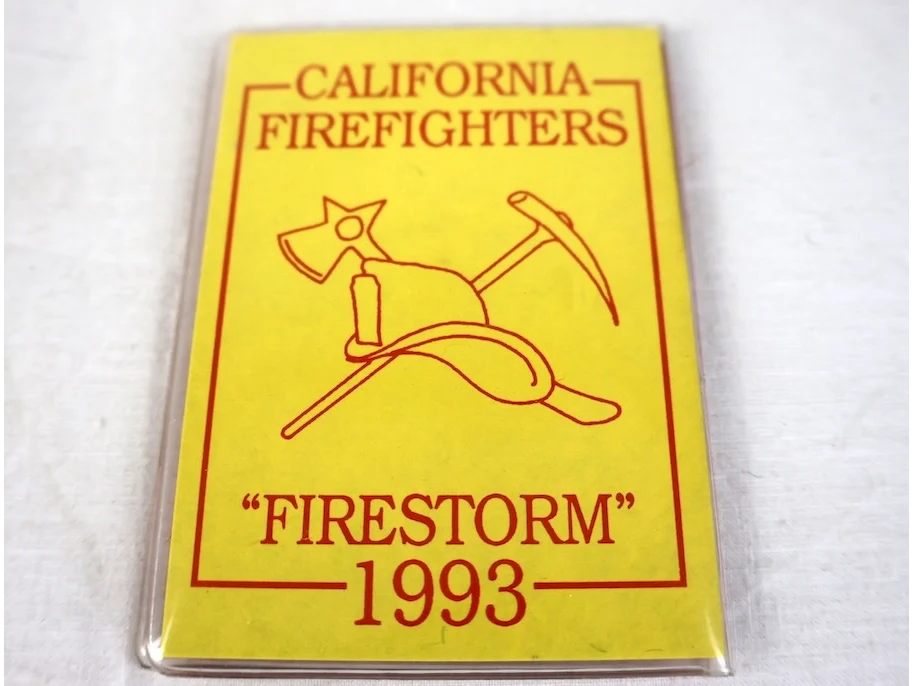 CALIFORNIA
FIREFIGHTERS
“FIRESTORM”
1993